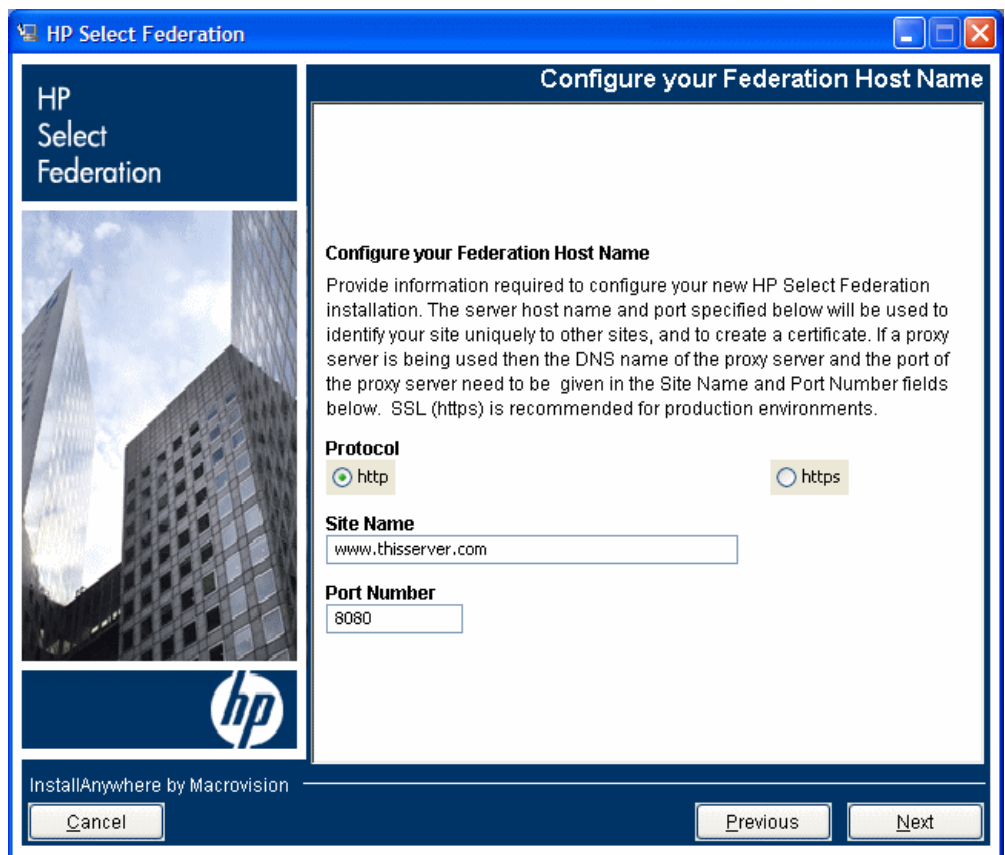 HP Select Federation
HP
Select
Federation
Configure your Federation Host Name
Configure your Federation Host Name
Provide information required to configure your new HP Select Federation
installation. The server host name and port specified below will be used to
identify your site uniquely to other sites, and to create a certificate. If a proxy
server is being used then the DNS name of the proxy server and the port of
the proxy server need to be  given in the Site Name and Port Number fields
below.  SSL (https) is recommended for production environments.
Protocol
http
https
Site Name
www.thisserver.com
Port Number
8080
hp
InstallAnywhere by Macrovision
Cancel
Previous
Next